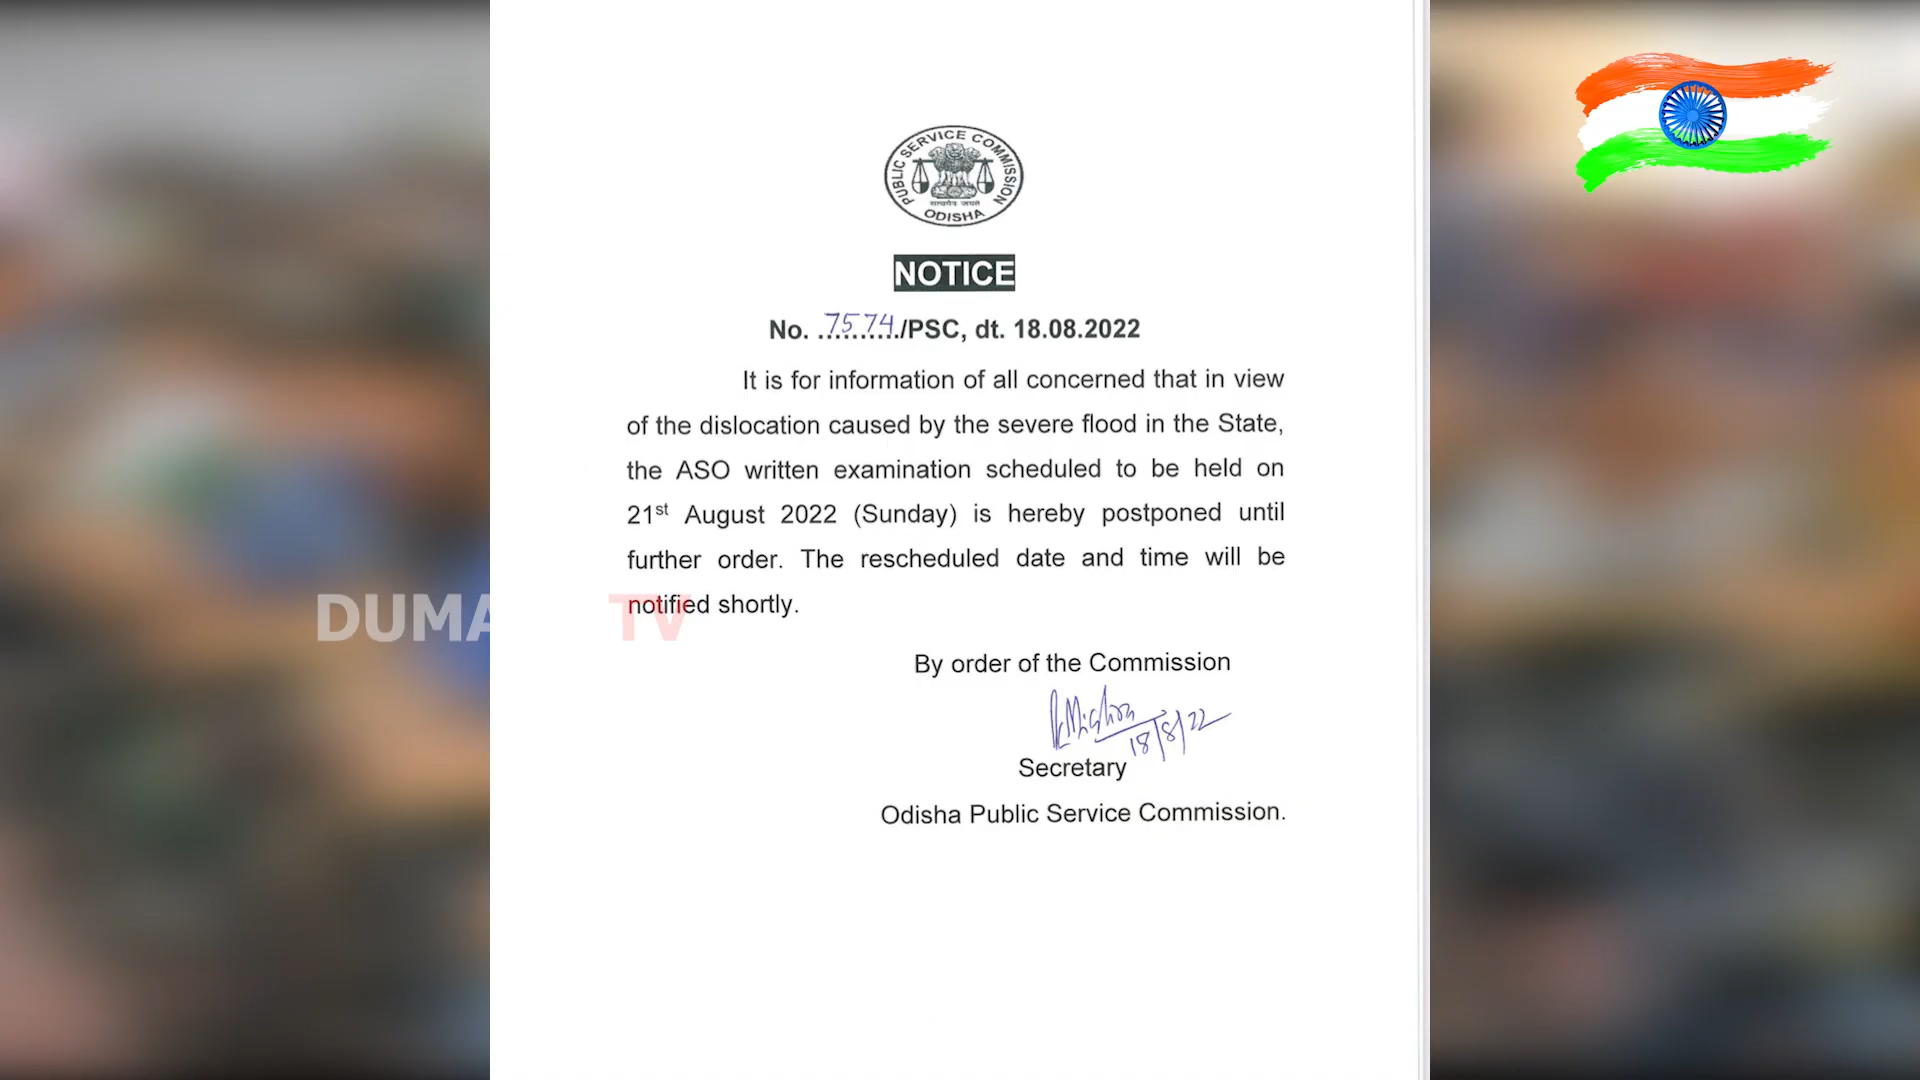 PUBLIC SERVICE COMMISSION
सत्यमेव जयते
ODISHA
NOTICE
No. 7574/PSC, dt. 18.08.2022
It is for information of all concerned that in view
of the dislocation caused by the severe flood in the State,
the ASO written examination scheduled to be held on
21st August 2022 (Sunday) is hereby postponed until
further order. The rescheduled date and time will be
notified shortly.
DUMA
TV
By order of the Commission
18/8/22
Secretary
Odisha Public Service Commission.